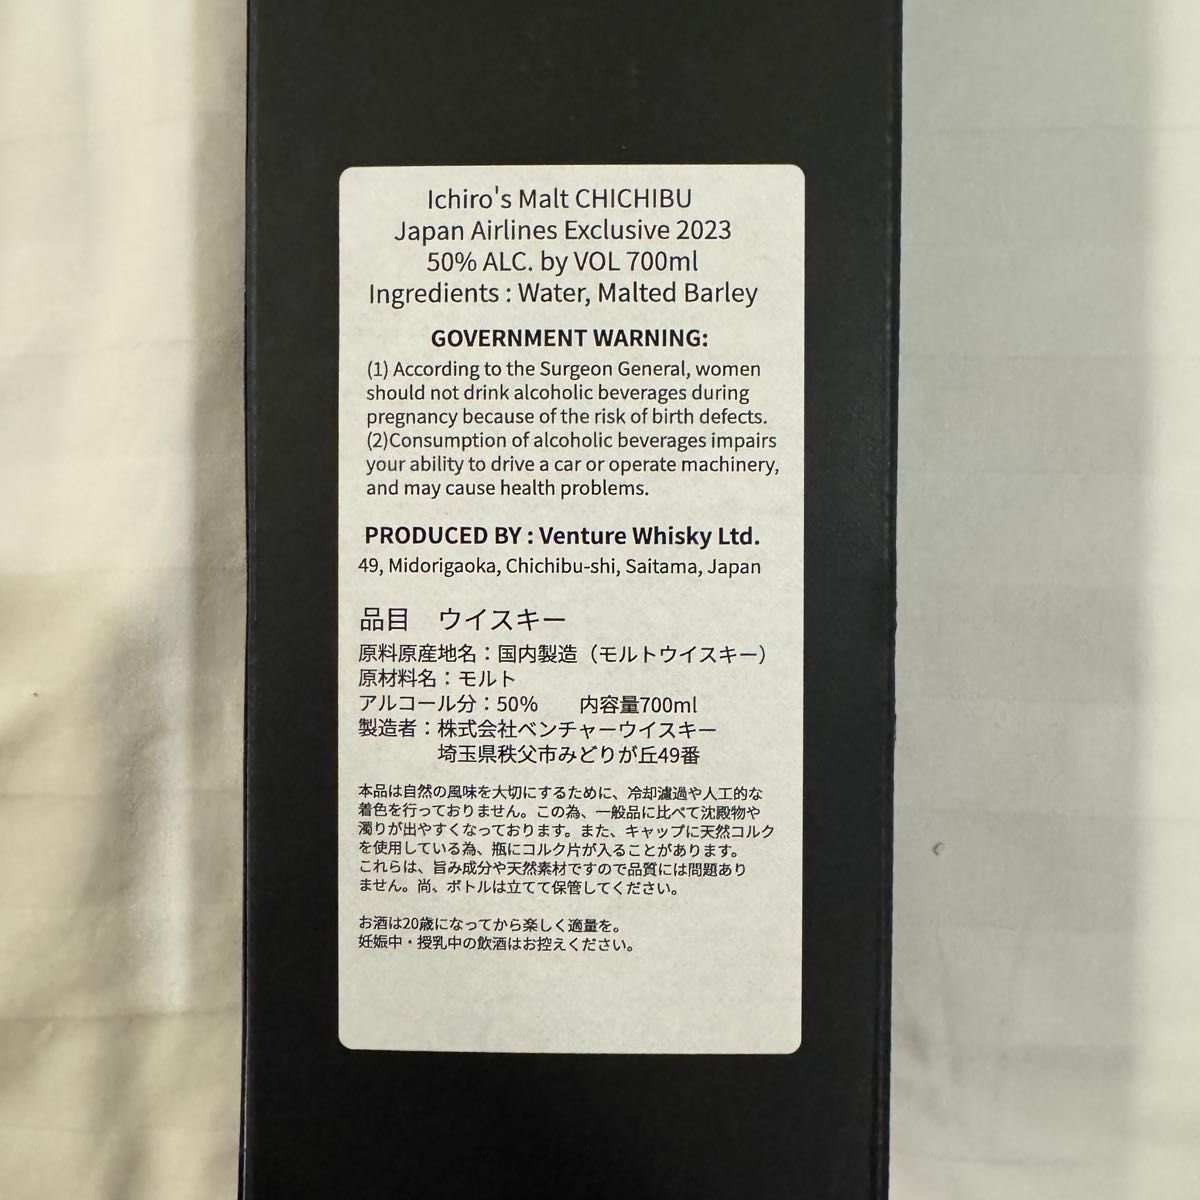 Ichiro's Malt CHICHIBU
Japan Airlines Exclusive 2023
50% ALC. by VOL 700ml
Ingredients : Water, Malted Barley
GOVERNMENT WARNING:
(1) According to the Surgeon General, women
should not drink alcoholic beverages during
pregnancy because of the risk of birth defects.
(2)Consumption of alcoholic beverages impairs
your ability to drive a car or operate machinery,
and may cause health problems.
PRODUCED BY : Venture Whisky Ltd.
49, Midorigaoka, Chichibu-shi, Saitama, Japan
品目　ウイスキー
原料原産地名：国内製造（モルトウイスキー）
原材料名：モルト
アルコール分：50%　　内容量700ml
製造者：株式会社ベンチャーウイスキー
埼玉県秩父市みどりが丘49番
本品は自然の風味を大切にするために、冷却濾過や人工的な
着色を行っておりません。この為、一般品に比べて沈殿物や
濁りが出やすくなっております。また、キャップに天然コルク
を使用している為、瓶にコルク片が入ることがあります。
これらは、旨み成分や天然素材ですので品質には問題あり
ません。尚、ボトルは立てて保管してください。
お酒は20歳になってから楽しく適量を。
妊娠中・授乳中の飲酒はお控えください。